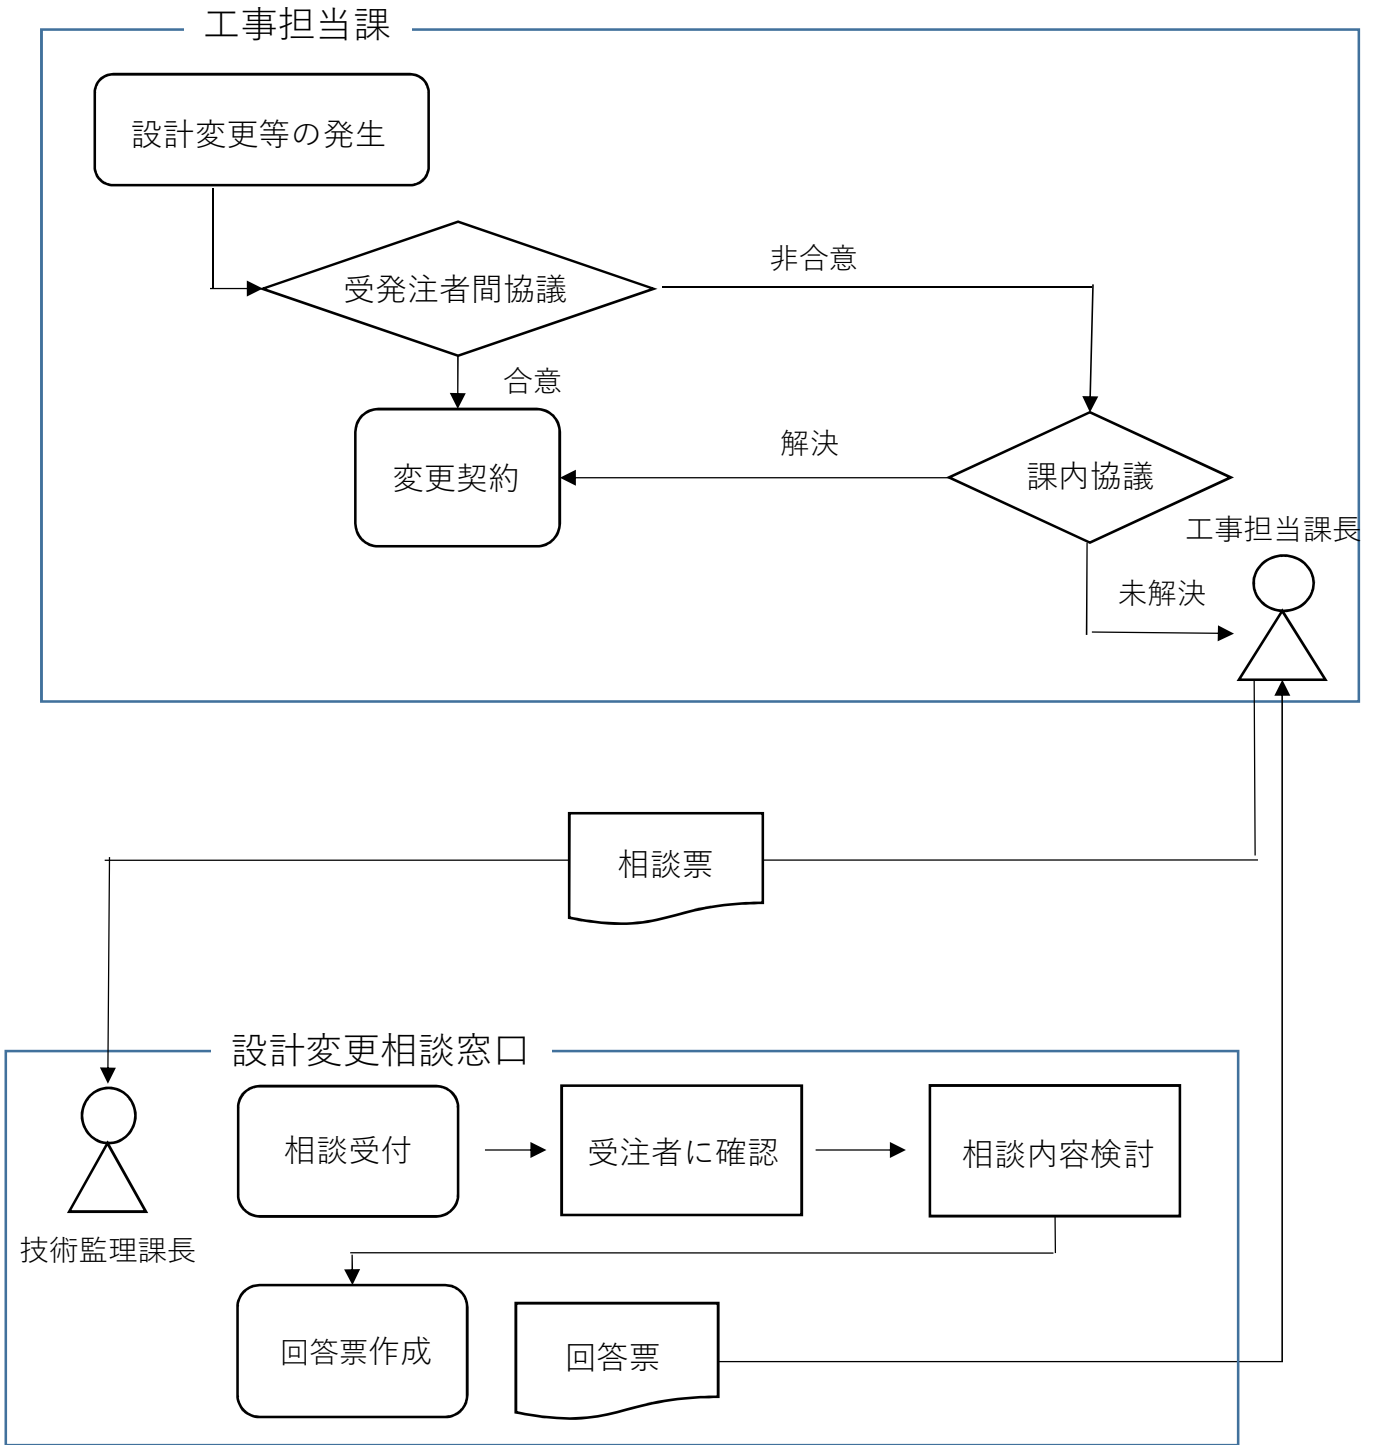 工事担当課
設計変更等の発生
受発注者間協議
非合意
合意
変更契約
解決
課内協議
工事担当課長
未解決
相談票
設計変更相談窓口
相談受付
受注者に確認
相談内容検討
技術監理課長
回答票作成
回答票